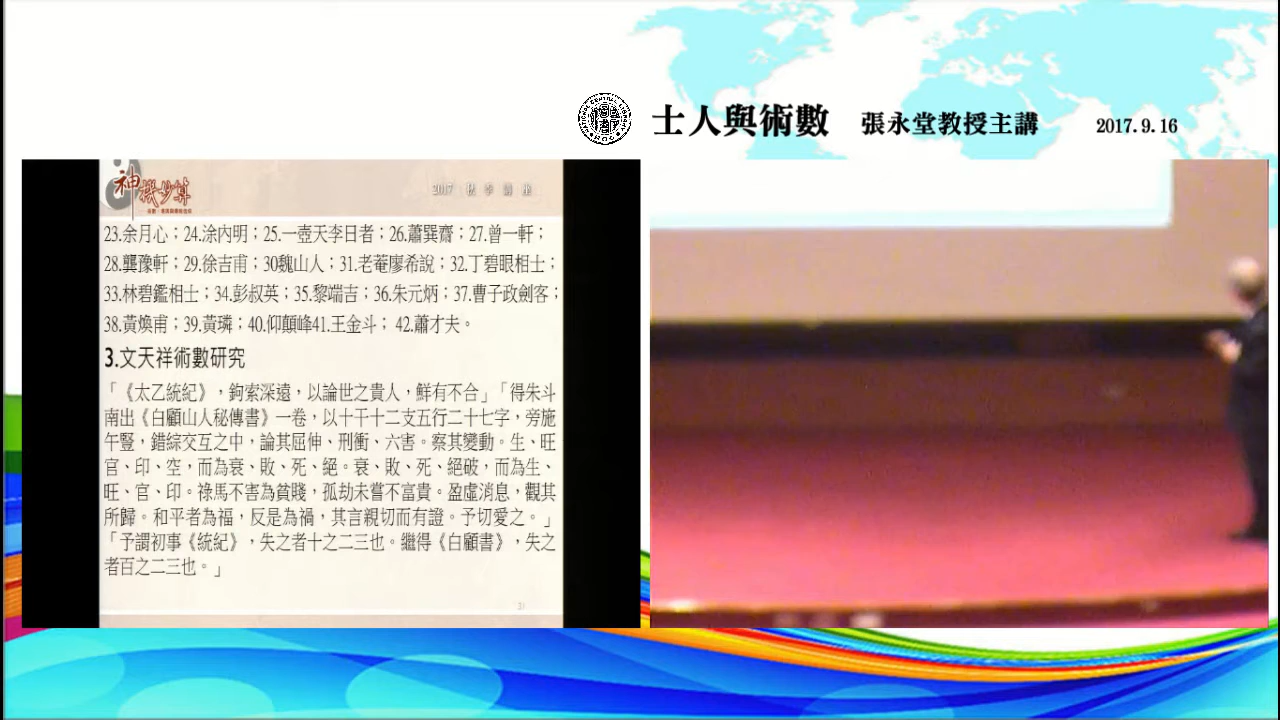 士人與術數 張永堂教授主講 2017.9.16
神機妙算
2017 秋季講座
23.余月心；24.涂內明；25.一壺天李日者；26.蕭巽齋；27.曾一軒；
28.龔豫軒；29.徐吉甫；30魏山人；31.老菴廖希說；32.丁碧眼相士；
33.林碧鑑相士；34.彭叔英；35.黎端吉；36.朱元炳；37.曹子政劍客；
38.黃煥甫；39.黃璘；40.仰顛峰41.王金斗； 42.蕭才夫。
3.文天祥術數研究
「《太乙統紀》，鉤索深遠，以論世之貴人，鮮有不合」「得朱斗
南出《白顧山人秘傳書》一卷，以十干十二支五行二十七字，旁施
午豎，錯綜交互之中，論其屈伸、刑衝、六害。察其變動。生、旺
官、印、空，而為衰、敗、死、絕。衰、敗、死、絕破，而為生、
旺、官、印。祿馬不害為貧賤，孤劫未嘗不富貴。盈虛消息，觀其
所歸。和平者為福，反是為禍，其言親切而有證。予切愛之。」
「予謂初事《統紀》，失之者十之二三也。繼得《白顧書》，失之
者百之二三也。」